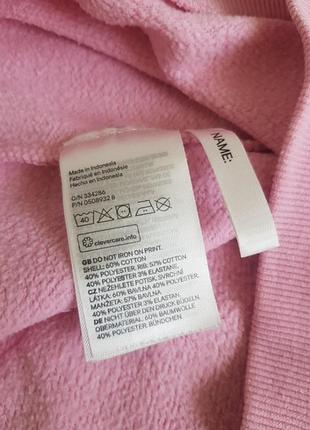 Made in Indonesia
Fabriqué en Indonésie
Hecho en Indonesia
O/N 334286
P/N 0508932 8
40
clevercare.info
GB DO NOT IRON ON PRINT.
SHELL: 60% COTTON
40% POLYESTER. RIB: 57% COTTON
40% POLYESTER 3% ELASTANE.
CZ NEŽEHLETE POTISK. SVRCHNÍ
LÁTKA: 60% BAVLNA 40% POLYESTER.
MANŽETA: 57% BAVLNA
40% POLYESTER 3% ELASTAN
DE NICHT ÜBER DEN DRUCK BÜGELN.
OBERMATERIAL: 60% BAUMWOLLE
40% POLYESTER. BÜNDCHEN:
NAME: